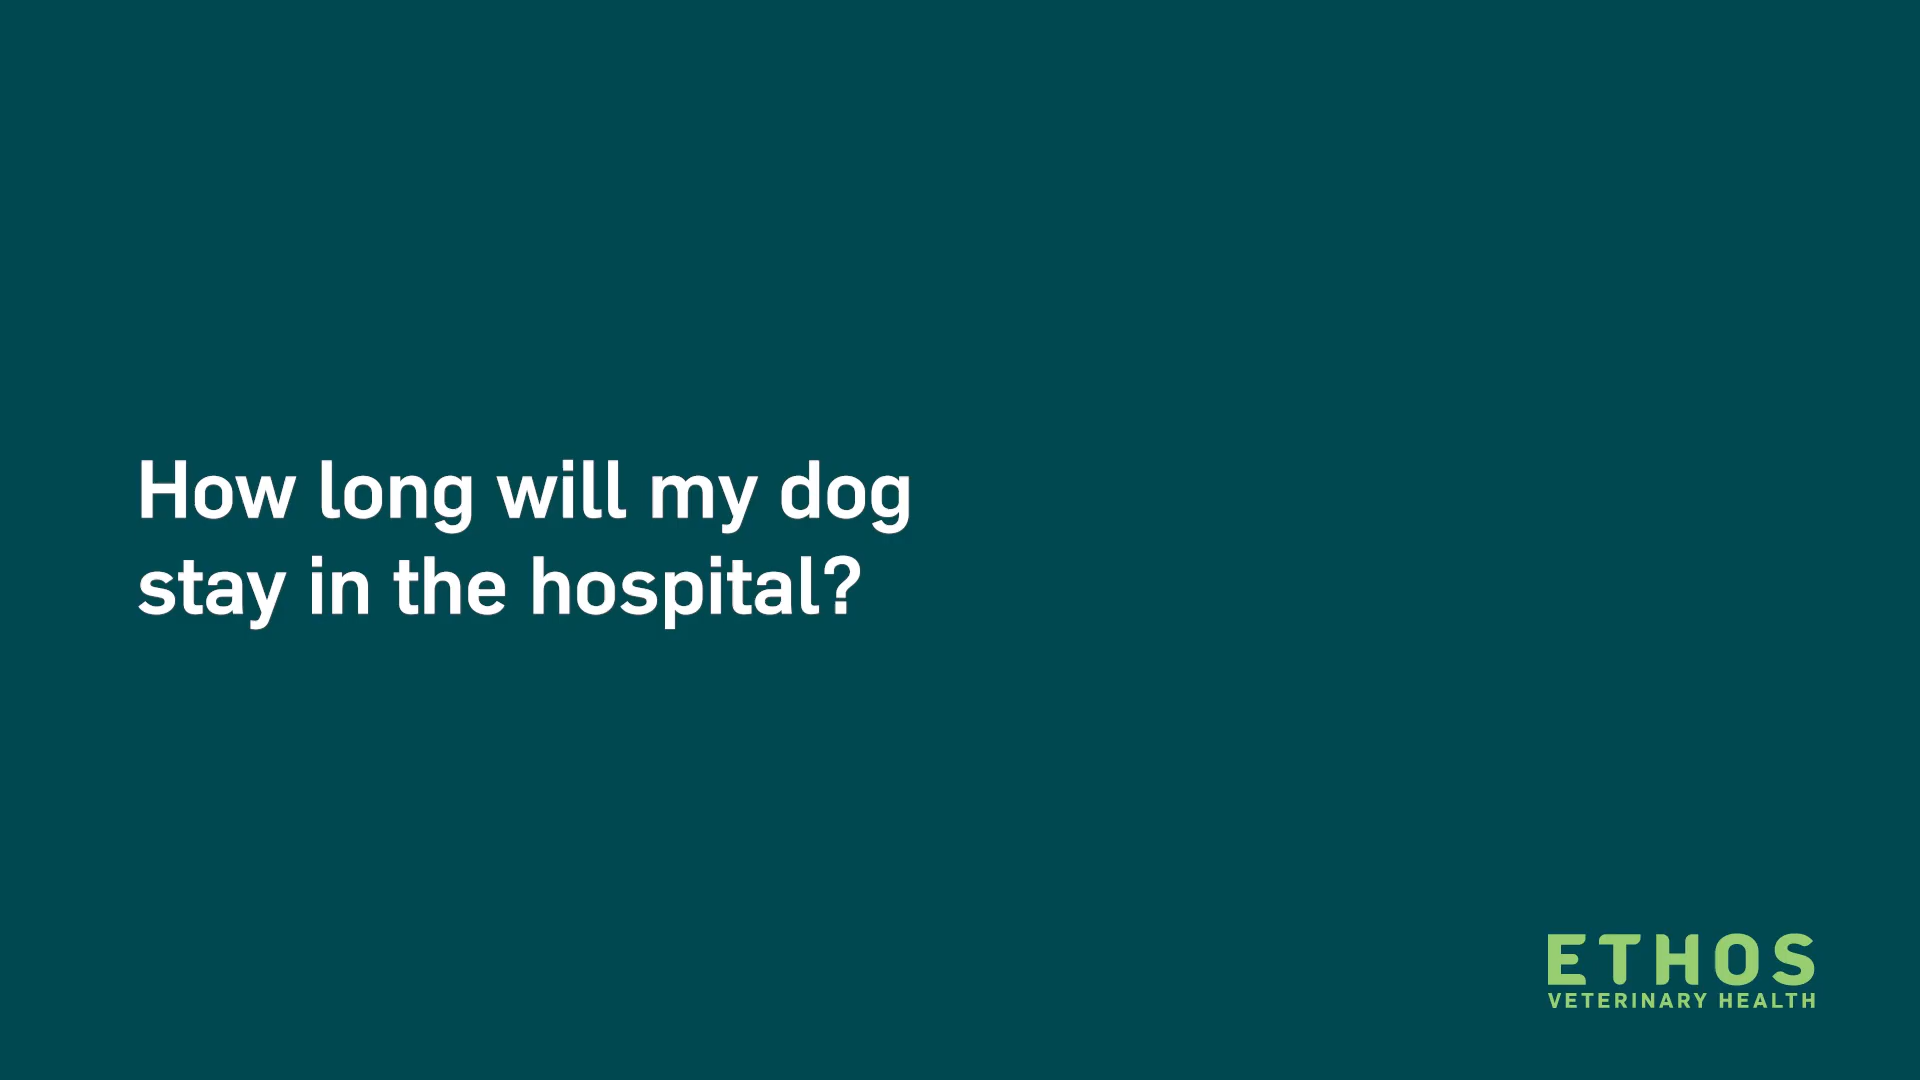 How long will my dog
stay in the hospital?
ETHOS
VETERINARY HEALTH